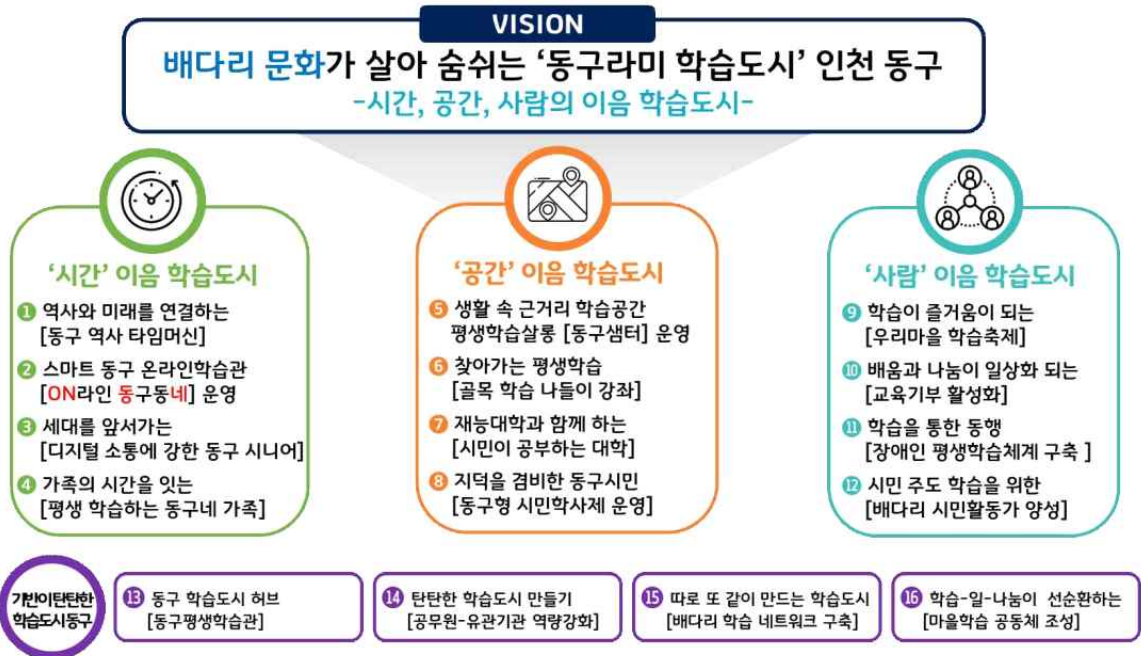 VISION
배다리 문화가 살아 숨쉬는 ‘동구라미 학습도시’ 인천 동구
-시간, 공간, 사람의 이음 학습도시-
‘시간’ 이음 학습도시
1 역사와 미래를 연결하는
[동구 역사 타임머신]
2 스마트 동구 온라인학습관
[ON라인 동구동네] 운영
3 세대를 앞서가는
[디지털 소통에 강한 동구 시니어]
4 가족의 시간을 잇는
[평생 학습하는 동구네 가족]
‘공간’ 이음 학습도시
5 생활 속 근거리 학습공간
평생학습살롱 [동구샘터] 운영
6 찾아가는 평생학습
[골목 학습 나들이 강좌]
7 재능대학과 함께 하는
[시민이 공부하는 대학]
8 지덕을 겸비한 동구시민
[동구형 시민학사제 운영]
‘사람’ 이음 학습도시
9 학습이 즐거움이 되는
[우리마을 학습축제]
10 배움과 나눔이 일상화 되는
[교육기부 활성화]
11 학습을 통한 동행
[장애인 평생학습체계 구축 ]
12 시민 주도 학습을 위한
[배다리 시민활동가 양성]
기반이탄탄한
학습도시동구
13 동구 학습도시 허브
[동구평생학습관]
14 탄탄한 학습도시 만들기
[공무원-유관기관 역량강화]
15 따로 또 같이 만드는 학습도시
[배다리 학습 네트워크 구축]
16 학습-일-나눔이 선순환하는
[마을학습 공동체 조성]